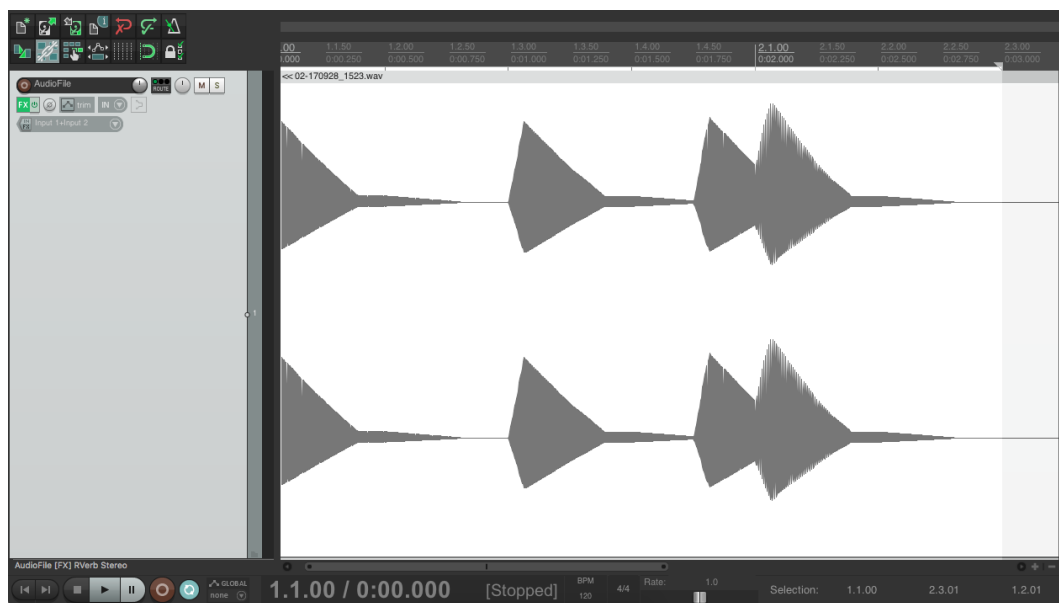 .00 1.1.50 1.2.00 1.2.50 1.3.00 1.3.50 1.4.00 1.4.50 2.1.00 2.1.50 2.2.00 2.2.50 2.3.00
).000 0:00.250 0:00.500 0:00.750 0:01.000 0:01.250 0:01.500 0:01.750 0:02.000 0:02.250 0:02.500 0:02.750 0:03.000
<< 02-170928_1523.wav
AudioFile ROUTE M S
FX trim IN
Input 1+Input 2
1
AudioFile [FX] RVerb Stereo
GLOBAL
none
1.1.00 / 0:00.000 [Stopped]
BPM
120
4/4
Rate: 1.0
Selection: 1.1.00 2.3.01 1.2.01